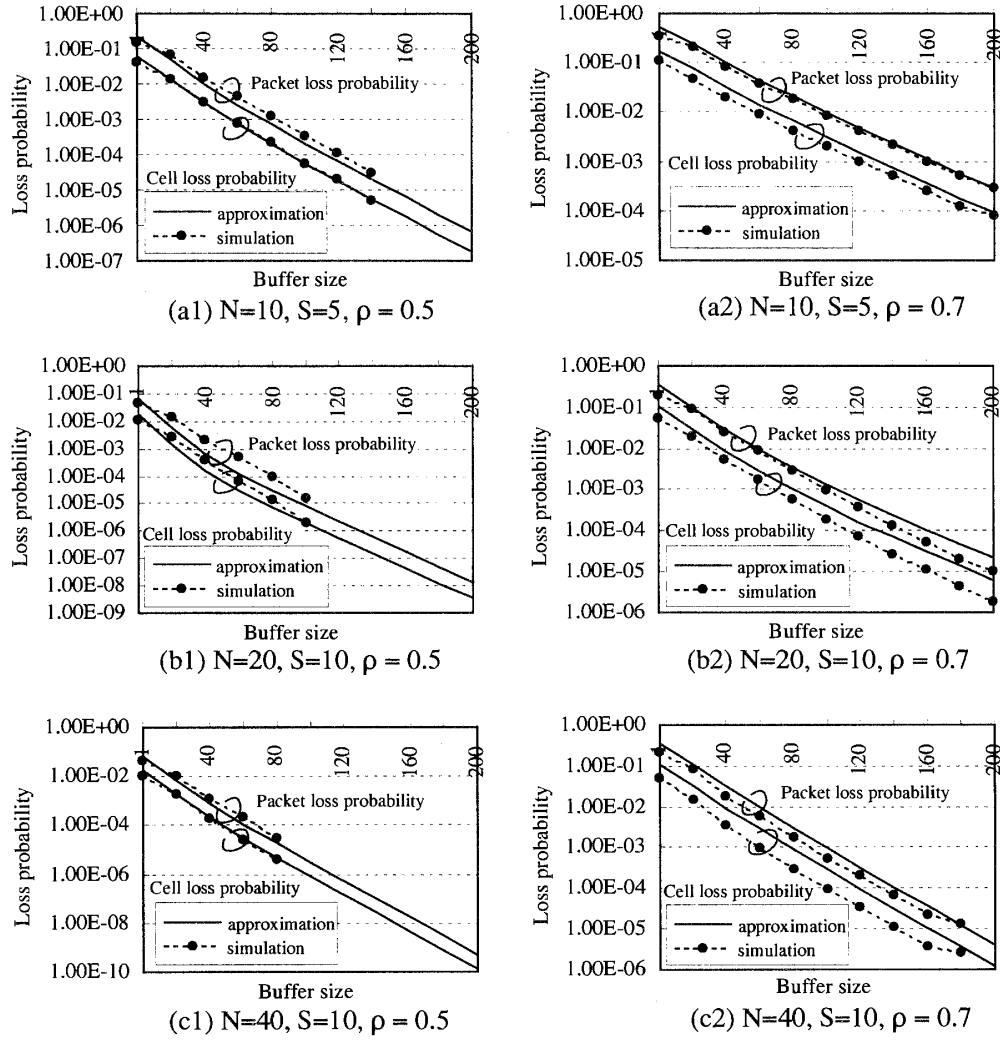 1.00E+00
1.00E-01
1.00E-02
1.00E-03
1.00E-04
1.00E-05
1.00E-06
1.00E-07
Loss probability
1
40
80
120
160
200
Packet loss probability
Cell loss probability
approximation
simulation
Buffer size
(a1) N=10, S=5, ρ = 0.5
1.00E+00
1.00E-01
1.00E-02
1.00E-03
1.00E-04
1.00E-05
Loss probability
1
40
80
120
160
200
Packet loss probability
Cell loss probability
approximation
simulation
Buffer size
(a2) N=10, S=5, ρ = 0.7
1.00E+00
1.00E-01
1.00E-02
1.00E-03
1.00E-04
1.00E-05
1.00E-06
1.00E-07
1.00E-08
1.00E-09
Loss probability
1
40
80
120
160
200
Packet loss probability
Cell loss probability
approximation
simulation
Buffer size
(b1) N=20, S=10, ρ = 0.5
1.00E+00
1.00E-01
1.00E-02
1.00E-03
1.00E-04
1.00E-05
1.00E-06
Loss probability
1
40
80
120
160
200
Packet loss probability
Cell loss probability
approximation
simulation
Buffer size
(b2) N=20, S=10, ρ = 0.7
1.00E+00
1.00E-02
1.00E-04
1.00E-06
1.00E-08
1.00E-10
Loss probability
1
40
80
120
160
200
Packet loss probability
Cell loss probability
approximation
simulation
Buffer size
(c1) N=40, S=10, ρ = 0.5
1.00E+00
1.00E-01
1.00E-02
1.00E-03
1.00E-04
1.00E-05
1.00E-06
Loss probability
1
40
80
120
160
200
Packet loss probability
Cell loss probability
approximation
simulation
Buffer size
(c2) N=40, S=10, ρ = 0.7